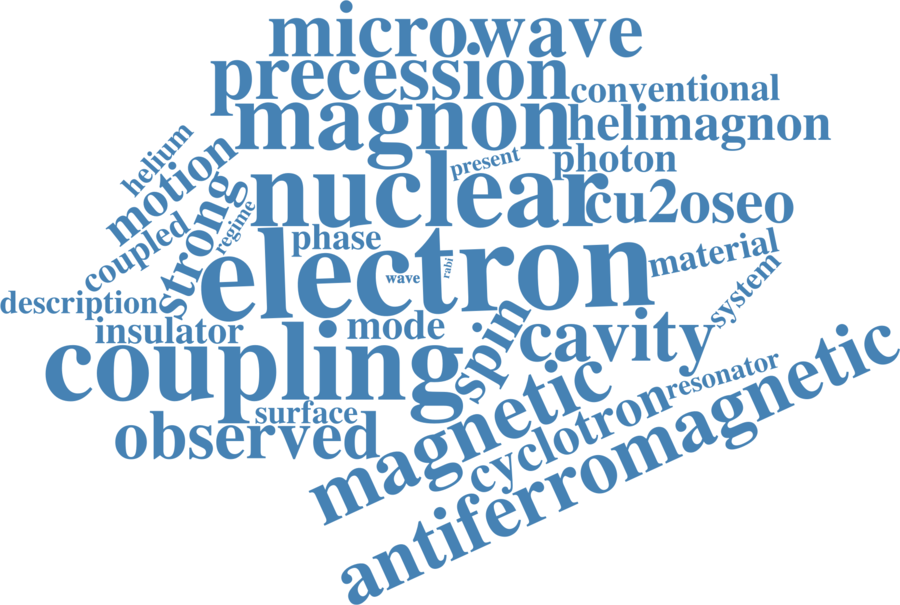 microwave
precession
conventional
magnon
helimagnon
helium
motion
present
photon
nuclear
cu2oseo
strong
regime
coupled
phase
electron
wave
rabi
material
system
description
insulator
mode
spin
cavity
coupling
surface
observed
magnetic
cyclotron
resonator
antiferromagnetic